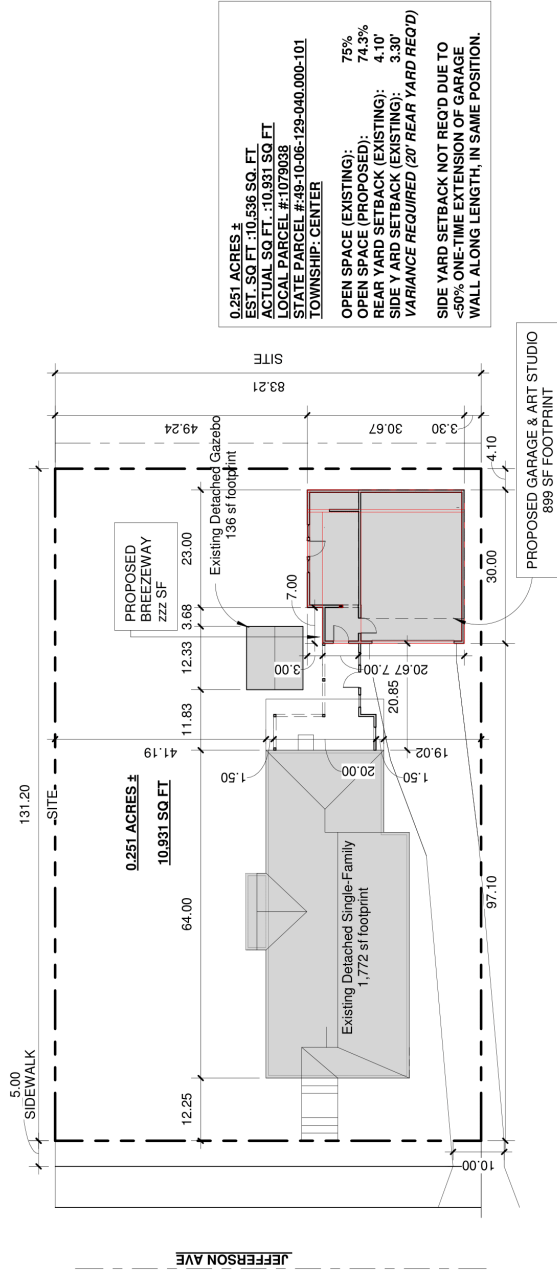 0.251 ACRES ±
EST. SQ FT :10,536 SQ. FT
ACTUAL SQ FT. :10,931 SQ FT
LOCAL PARCEL #:1079038
STATE PARCEL #:49-10-06-129-040.000-101
TOWNSHIP: CENTER
OPEN SPACE (EXISTING): 75%
OPEN SPACE (PROPOSED): 74.3%
REAR YARD SETBACK (EXISTING): 4.10'
SIDE Y ARD SETBACK (EXISTING): 3.30'
VARIANCE REQUIRED (20' REAR YARD REQ'D)
SIDE YARD SETBACK NOT REQ'D DUE TO
<50% ONE-TIME EXTENSION OF GARAGE
WALL ALONG LENGTH, IN SAME POSITION.
5.00
SIDEWALK
131.20
SITE
83.21
SITE
49.24
30.67
3.30
4.10
12.25
64.00
11.83
12.33
3.68
23.00
PROPOSED
BREEZEWAY
zzz SF
Existing Detached Gazebo
136 sf footprint
7.00
0.251 ACRES ±
10,931 SQ FT
41.19
1.50
20.00
1.50
19.02
3.00
7.00
20.67
20.85
Existing Detached Single-Family
1,772 sf footprint
97.10
30.00
10.00
PROPOSED GARAGE & ART STUDIO
899 SF FOOTPRINT
JEFFERSON AVE